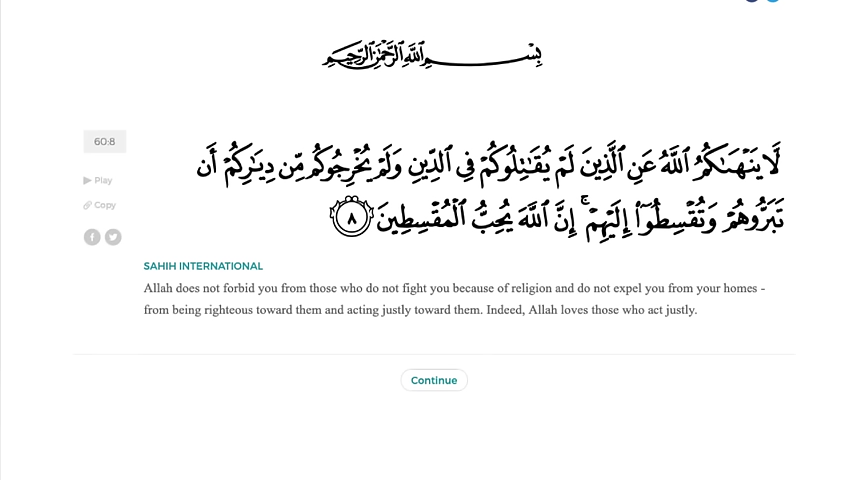 بِسْمِ ٱللَّهِ ٱلرَّحْمَٰنِ ٱلرَّحِيمِ
60:8
لَّا يَنْهَىٰكُمُ ٱللَّهُ عَنِ ٱلَّذِينَ لَمْ يُقَٰتِلُوكُمْ فِى ٱلدِّينِ وَلَمْ يُخْرِجُوكُم مِّن دِيَٰرِكُمْ أَن
تَبَرُّوهُمْ وَتُقْسِطُوٓا۟ إِلَيْهِمْ ۚ إِنَّ ٱللَّهَ يُحِبُّ ٱلْمُقْسِطِينَ ٨
Play
Copy
SAHIH INTERNATIONAL
Allah does not forbid you from those who do not fight you because of religion and do not expel you from your homes -
from being righteous toward them and acting justly toward them. Indeed, Allah loves those who act justly.
Continue